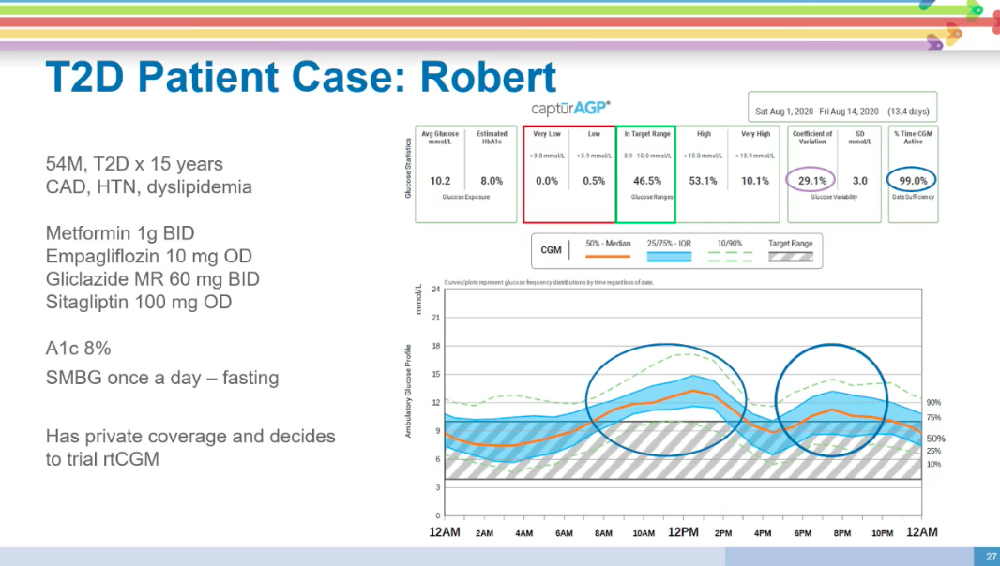 T2D Patient Case: Robert
54M, T2D x 15 years
CAD, HTN, dyslipidemia
Metformin 1g BID
Empagliflozin 10 mg OD
Gliclazide MR 60 mg BID
Sitagliptin 100 mg OD
A1c 8%
SMBG once a day – fasting
Has private coverage and decides
to trial rtCGM
captūrAGP®
Sat Aug 1, 2020 - Fri Aug 14, 2020 (13.4 days)
Glucose Statistics
Avg Glucose
mmol/L
10.2
Estimated
HbA1c
8.0%
Glucose Exposure
Very Low
<3.0 mmol/L
0.0%
Low
<3.9 mmol/L
0.5%
In Target Range
3.9 - 10.0 mmol/L
46.5%
High
>10.0 mmol/L
53.1%
Very High
>13.9 mmol/L
10.1%
Glucose Ranges
Coefficient of
Variation
29.1%
SD
mmol/L
3.0
Glucose Variability
% Time CGM
Active
99.0%
Data Sufficiency
CGM
50% - Median
25/75% - IQR
10/90%
Target Range
Curves/plots represent glucose frequency distributions by time regardless of date.
Ambulatory Glucose Profile
mmol/L
24
21
18
15
12
9
6
3
0
90%
75%
50%
25%
10%
12AM 2AM 4AM 6AM 8AM 10AM 12PM 2PM 4PM 6PM 8PM 10PM 12AM
27